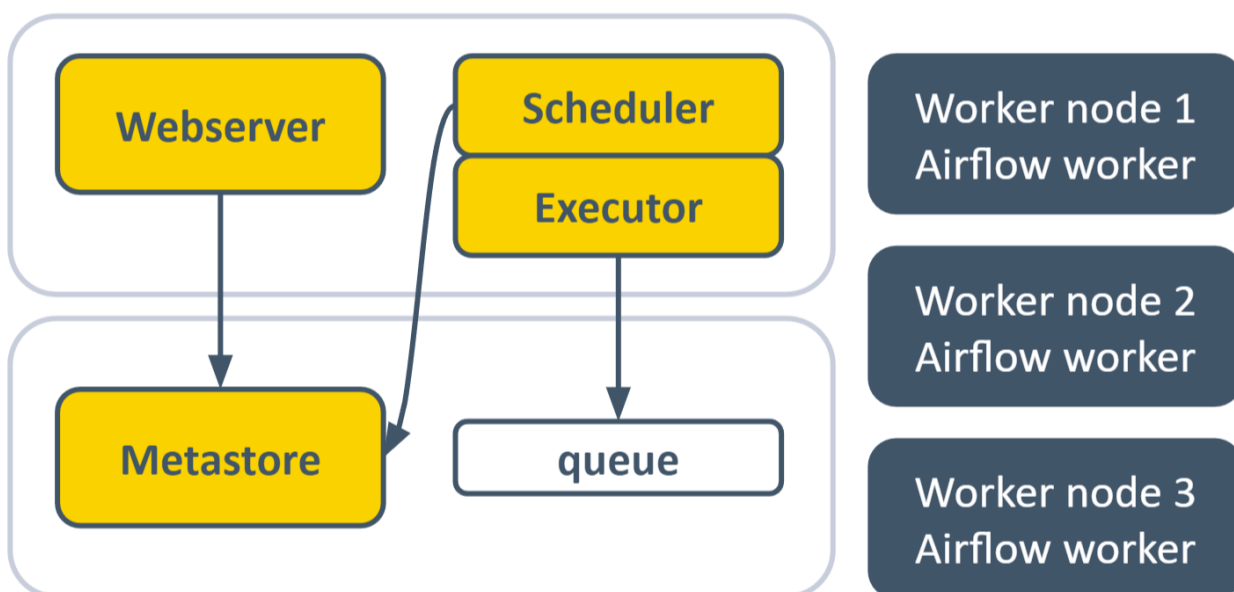 Webserver
Scheduler
Executor
Metastore
queue
Worker node 1
Airflow worker
Worker node 2
Airflow worker
Worker node 3
Airflow worker